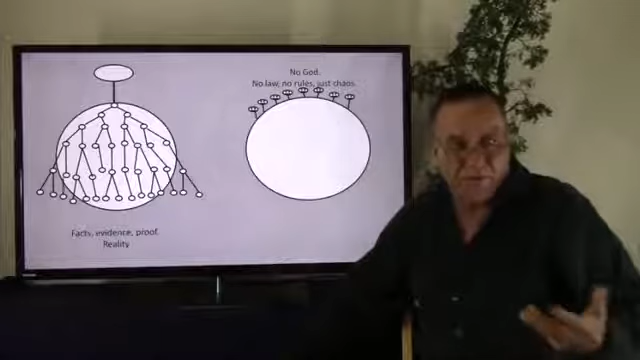 No God.
No law, no rules, just chaos.
Facts, evidence, proof.
Reality